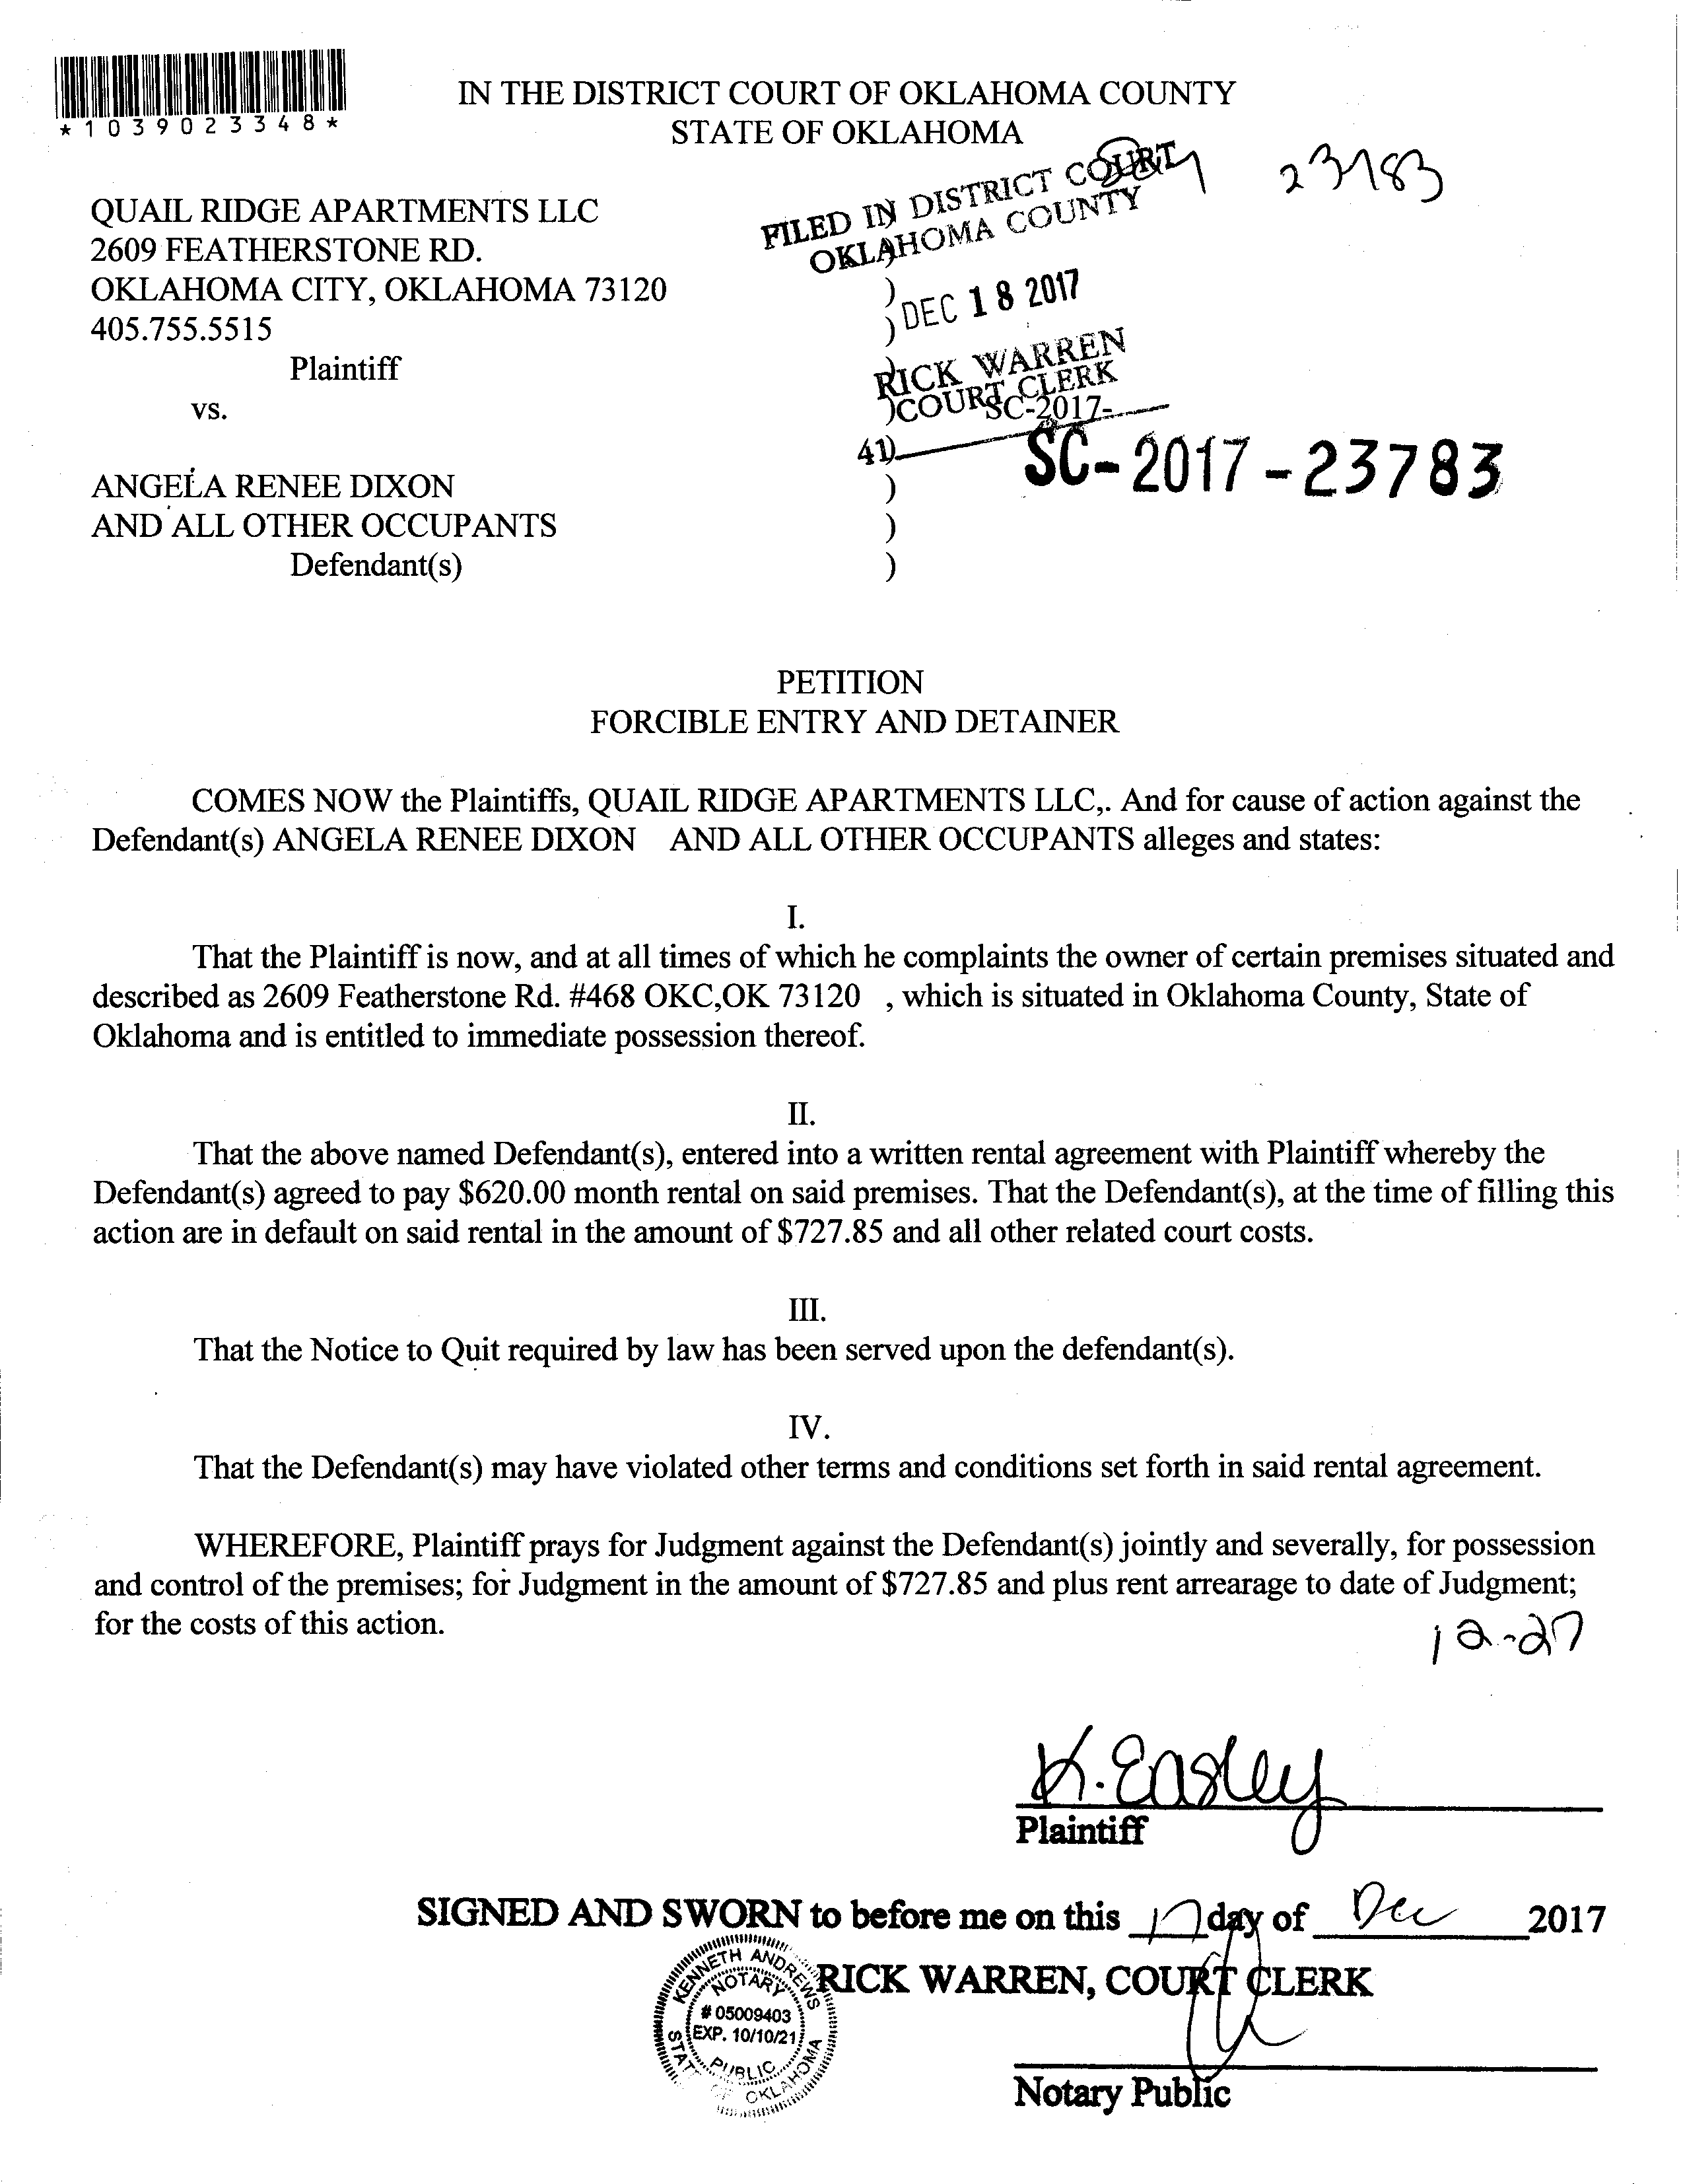 *1039023348*
IN THE DISTRICT COURT OF OKLAHOMA COUNTY
STATE OF OKLAHOMA
23783
FILED IN DISTRICT COURT
OKLAHOMA COUNTY
DEC 18 2017
RICK WARREN
COURT CLERK
SC-2017-
41)
SC-2017-23783
QUAIL RIDGE APARTMENTS LLC
2609 FEATHERSTONE RD.
OKLAHOMA CITY, OKLAHOMA 73120 )
405.755.5515 )
Plaintiff )
vs. )
ANGELA RENEE DIXON )
AND ALL OTHER OCCUPANTS )
Defendant(s) )
PETITION
FORCIBLE ENTRY AND DETAINER
COMES NOW the Plaintiffs, QUAIL RIDGE APARTMENTS LLC,. And for cause of action against the
Defendant(s) ANGELA RENEE DIXON AND ALL OTHER OCCUPANTS alleges and states:
I.
That the Plaintiff is now, and at all times of which he complaints the owner of certain premises situated and
described as 2609 Featherstone Rd. #468 OKC,OK 73120 , which is situated in Oklahoma County, State of
Oklahoma and is entitled to immediate possession thereof.
II.
That the above named Defendant(s), entered into a written rental agreement with Plaintiff whereby the
Defendant(s) agreed to pay $620.00 month rental on said premises. That the Defendant(s), at the time of filling this
action are in default on said rental in the amount of $727.85 and all other related court costs.
III.
That the Notice to Quit required by law has been served upon the defendant(s).
IV.
That the Defendant(s) may have violated other terms and conditions set forth in said rental agreement.
WHEREFORE, Plaintiff prays for Judgment against the Defendant(s) jointly and severally, for possession
and control of the premises; for Judgment in the amount of $727.85 and plus rent arrearage to date of Judgment;
for the costs of this action.
12-27
K. Easley
Plaintiff
SIGNED AND SWORN to before me on this 17 day of Dec 2017
RICK WARREN, COURT CLERK
KENNETH ANDREWS
NOTARY
# 05009403
EXP. 10/10/21
PUBLIC
STATE OF OKLAHOMA
Notary Public